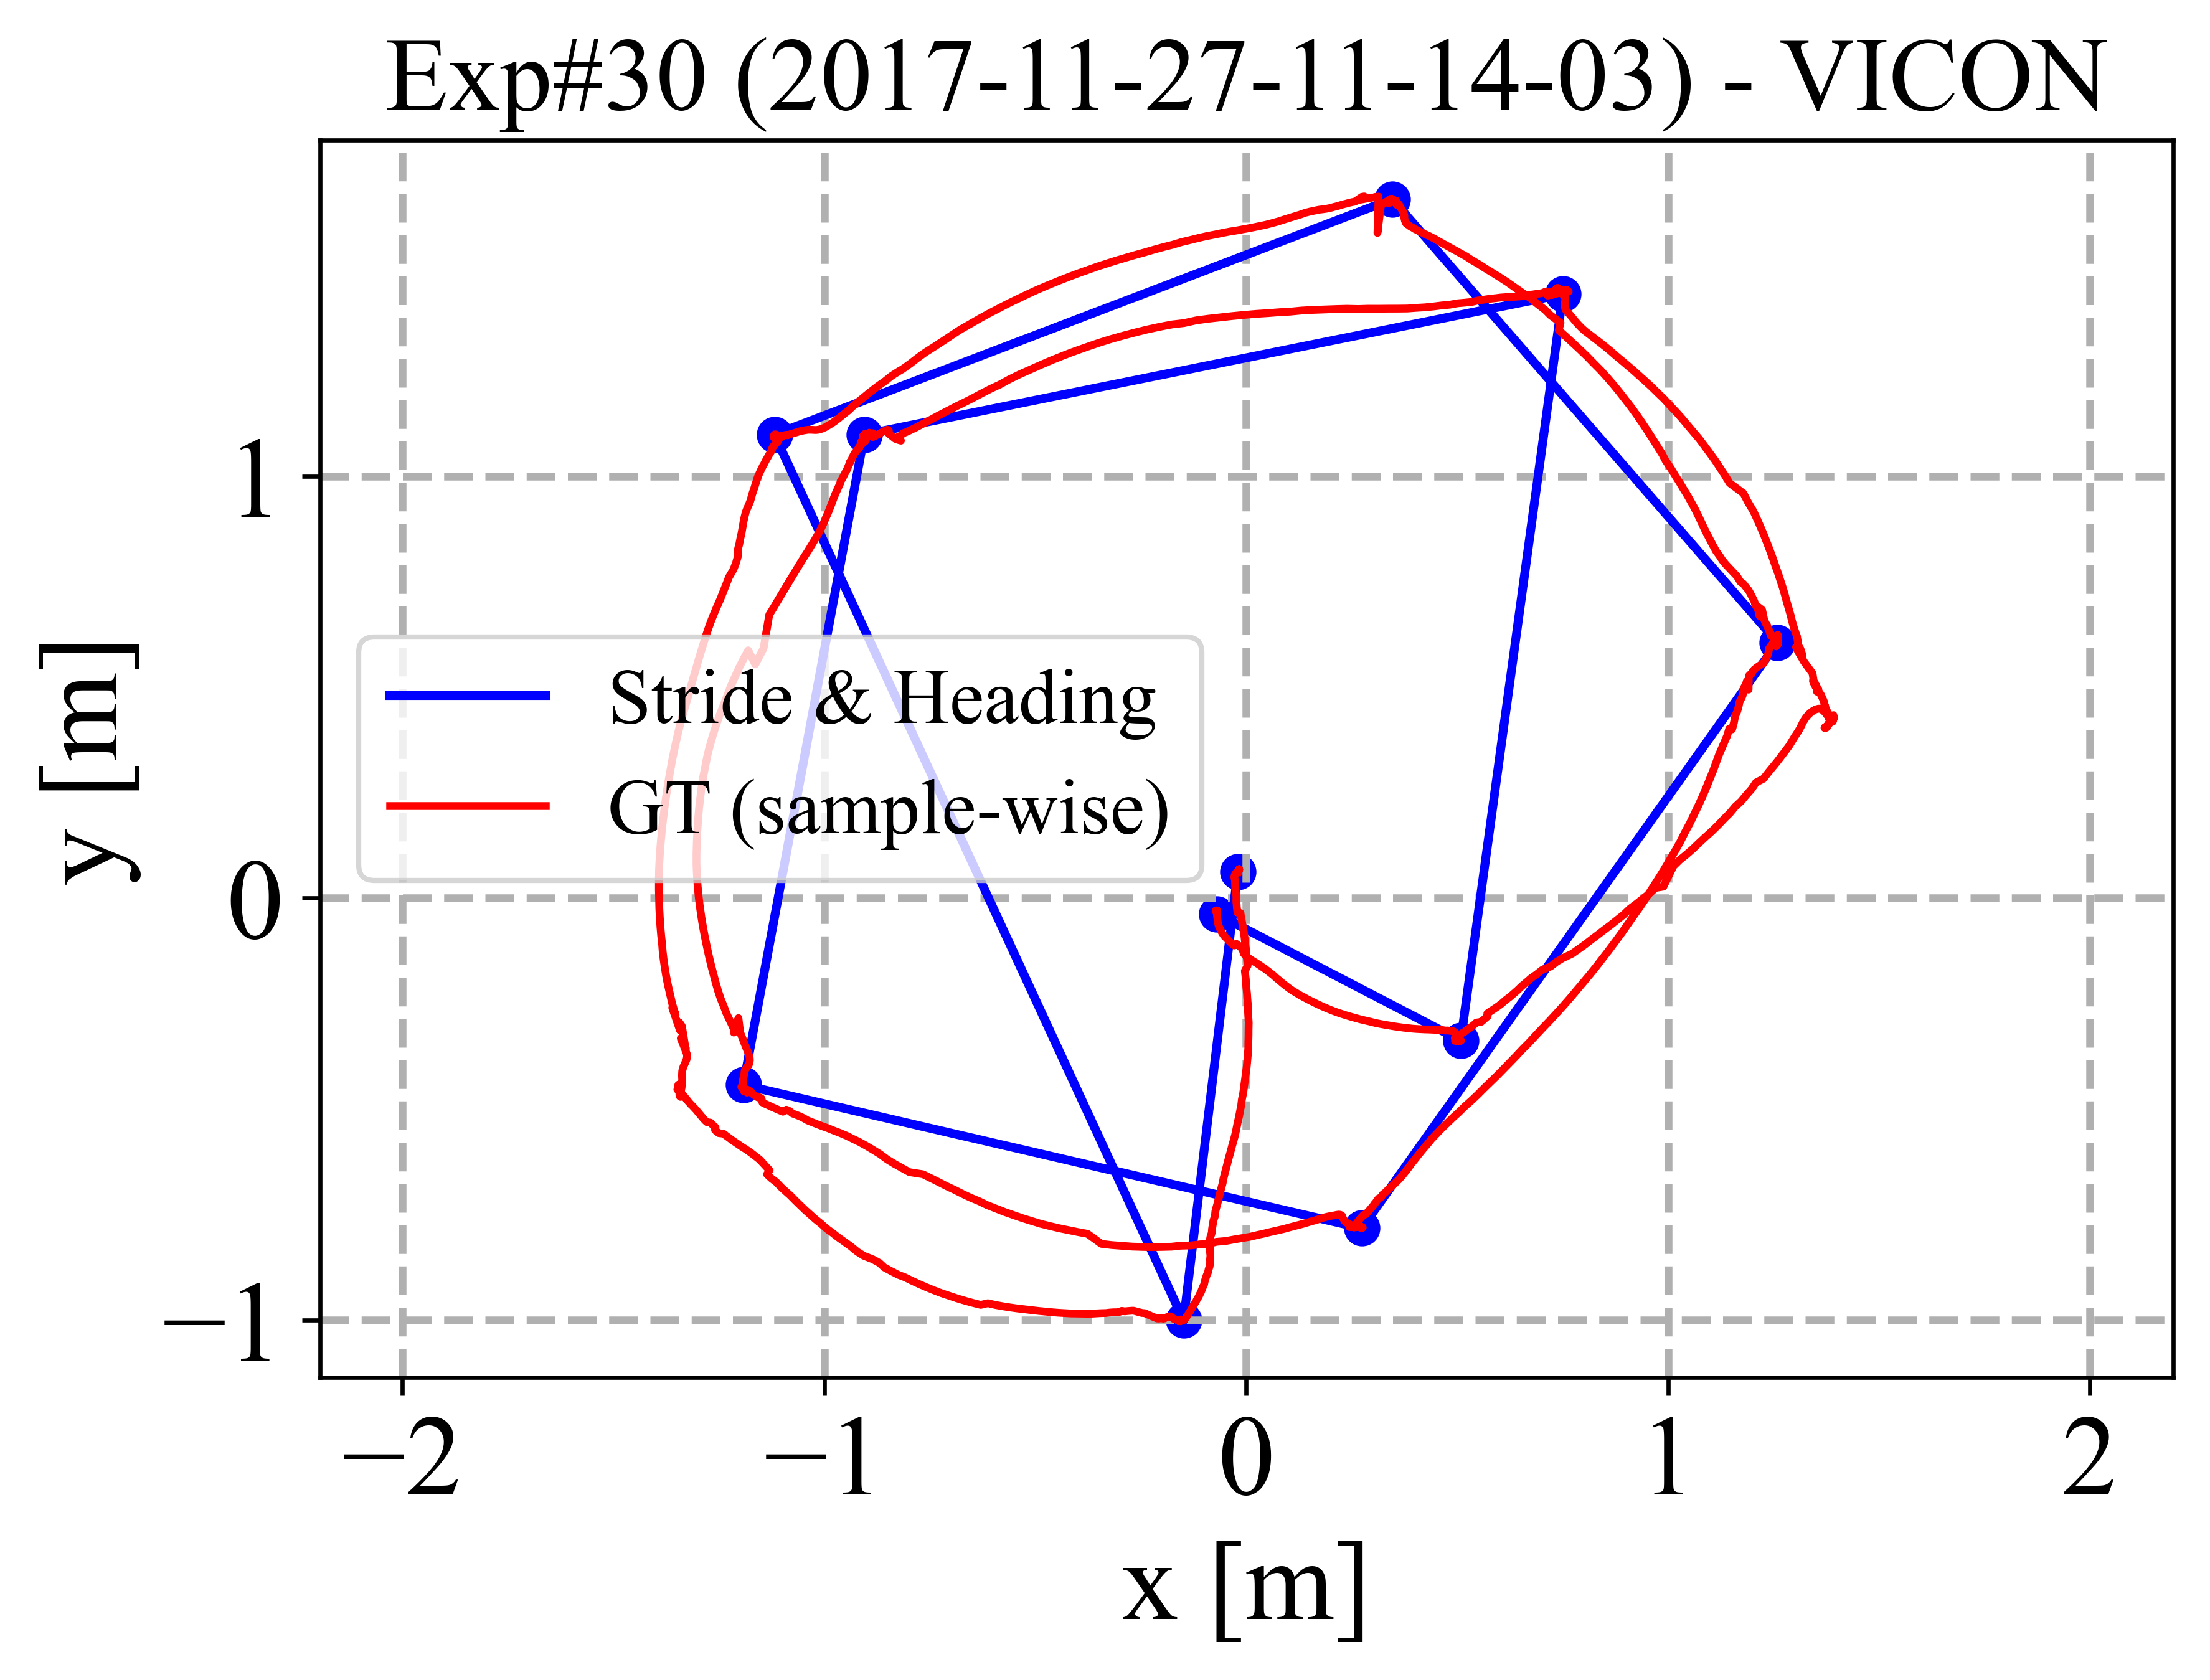 Exp#30 (2017-11-27-11-14-03) - VICON
y [m]
1
0
−1
Stride & Heading
GT (sample-wise)
−2 −1 0 1 2
x [m]